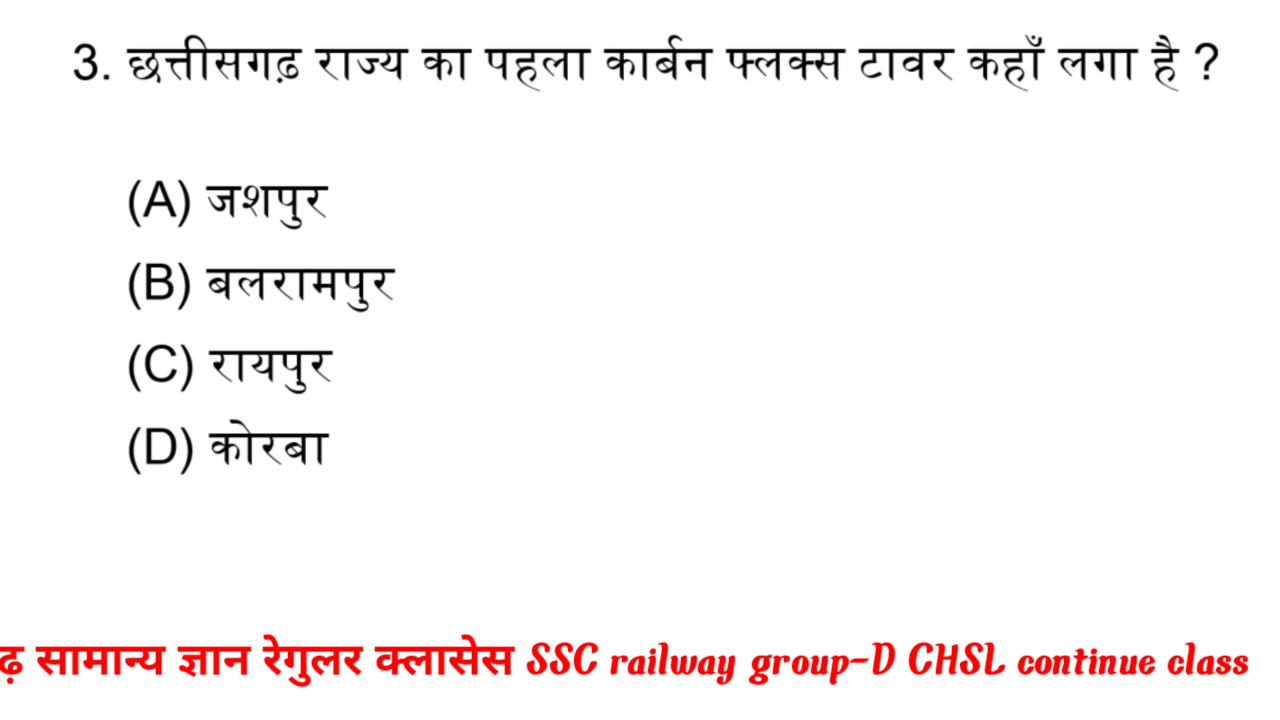 3. छत्तीसगढ़ राज्य का पहला कार्बन फ्लक्स टावर कहाँ लगा है ?
(A) जशपुर
(B) बलरामपुर
(C) रायपुर
(D) कोरबा
ढ़ सामान्य ज्ञान रेगुलर क्लासेस SSC railway group-D CHSL continue class